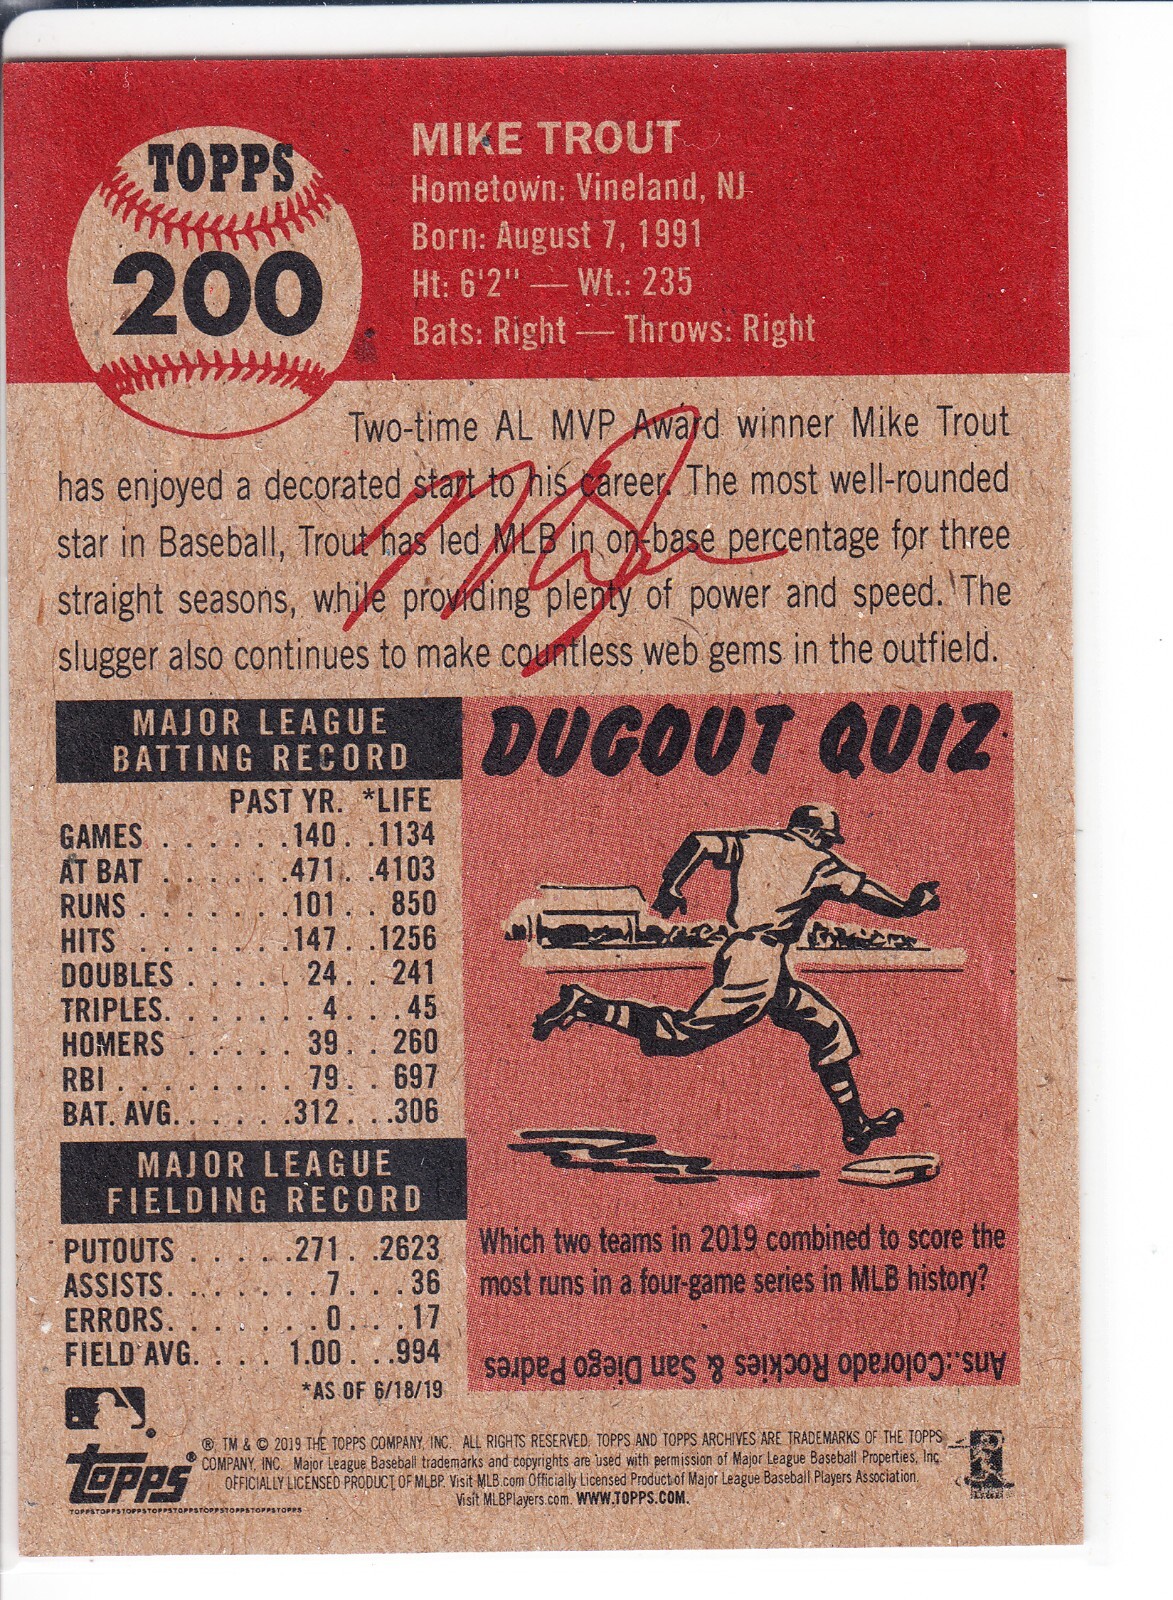 TOPPS
200
MIKE TROUT
Hometown: Vineland, NJ
Born: August 7, 1991
Ht: 6'2" — Wt.: 235
Bats: Right — Throws: Right
Two-time AL MVP Award winner Mike Trout
has enjoyed a decorated start to his career. The most well-rounded
star in Baseball, Trout has led MLB in on-base percentage for three
straight seasons, while providing plenty of power and speed. The
slugger also continues to make countless web gems in the outfield.
MAJOR LEAGUE
BATTING RECORD
PAST YR. *LIFE
GAMES . . . . . . .140. .1134
AT BAT . . . . . . .471. .4103
RUNS . . . . . . . .101. . 850
HITS . . . . . . . .147. .1256
DOUBLES . . . . . . 24. . 241
TRIPLES. . . . . . . .4. . .45
HOMERS . . . . . 39. . 260
RBI . . . . . . . . . 79. . 697
BAT. AVG. . . . . .312. . .306
MAJOR LEAGUE
FIELDING RECORD
PUTOUTS . . . . .271. .2623
ASSISTS. . . . . . . .7. . . 36
ERRORS. . . . . . . .0. . . .17
FIELD AVG. . . . 1.00. . .994
*AS OF 6/18/19
DUGOUT QUIZ
Which two teams in 2019 combined to score the
most runs in a four-game series in MLB history?
Ans.:Colorado Rockies & San Diego Padres
Topps®
TOPPSTOPPSTOPPSTOPPSTOPPSTOPPSTOPPSTOPPSTOPPS
®, TM & © 2019 THE TOPPS COMPANY, INC. ALL RIGHTS RESERVED. TOPPS AND TOPPS ARCHIVES ARE TRADEMARKS OF THE TOPPS
COMPANY, INC. Major League Baseball trademarks and copyrights are used with permission of Major League Baseball Properties, Inc.
OFFICIALLY LICENSED PRODUCT OF MLBP. Visit MLB.com Officially Licensed Product of Major League Baseball Players Association.
Visit MLBPlayers.com. WWW.TOPPS.COM.